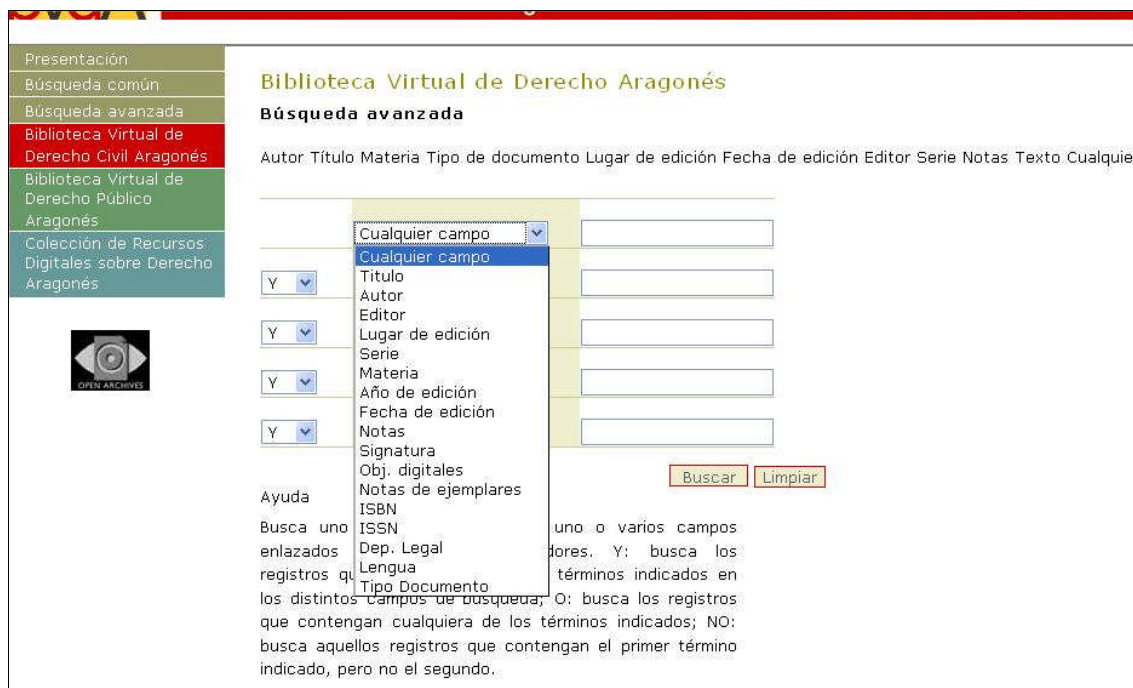 Presentación
Búsqueda común
Búsqueda avanzada
Biblioteca Virtual de
Derecho Civil Aragonés
Biblioteca Virtual de
Derecho Público
Aragonés
Colección de Recursos
Digitales sobre Derecho
Aragonés
OPEN ARCHIVES
Biblioteca Virtual de Derecho Aragonés
Búsqueda avanzada
Autor Título Materia Tipo de documento Lugar de edición Fecha de edición Editor Serie Notas Texto Cualquie
Cualquier campo
Cualquier campo
Titulo
Autor
Editor
Lugar de edición
Serie
Materia
Año de edición
Fecha de edición
Notas
Signatura
Obj. digitales
Notas de ejemplares
ISBN
ISSN
Dep. Legal
Lengua
Tipo Documento
Y
Y
Y
Y
Buscar Limpiar
Ayuda
Busca uno uno o varios campos
enlazados dores. Y: busca los
registros qu términos indicados en
los distintos campos de búsqueda; O: busca los registros
que contengan cualquiera de los términos indicados; NO:
busca aquellos registros que contengan el primer término
indicado, pero no el segundo.